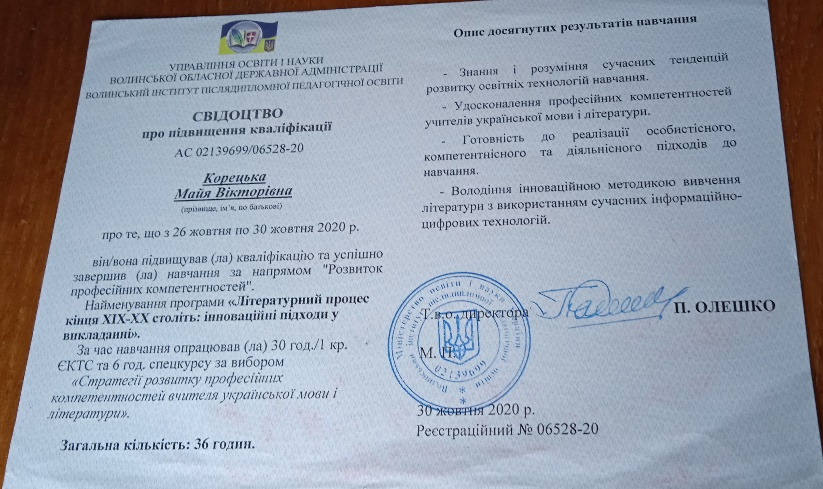 УПРАВЛІННЯ ОСВІТИ І НАУКИ
ВОЛИНСЬКОЇ ОБЛАСНОЇ ДЕРЖАВНОЇ АДМІНІСТРАЦІЇ
ВОЛИНСЬКИЙ ІНСТИТУТ ПІСЛЯДИПЛОМНОЇ ПЕДАГОГІЧНОЇ ОСВІТИ
СВІДОЦТВО
про підвищення кваліфікації
АС 02139699/06528-20
Корецька
Майя Вікторівна
(прізвище, ім'я, по батькові)
про те, що з 26 жовтня по 30 жовтня 2020 р.
він/вона підвищував (ла) кваліфікацію та успішно
завершив (ла) навчання за напрямом "Розвиток
професійних компетентностей".
Найменування програми «Літературний процес
кінця ХІХ-ХХ століть: інноваційні підходи у
викладанні».
За час навчання опрацював (ла) 30 год./1 кр.
ЄКТС та 6 год. спецкурсу за вибором
«Стратегії розвитку професійних
компетентностей вчителя української мови і
літератури».
Загальна кількість: 36 годин.
Опис досягнутих результатів навчання
- Знання і розуміння сучасних тенденцій
розвитку освітніх технологій навчання.
- Удосконалення професійних компетентностей
учителів української мови і літератури.
- Готовність до реалізації особистісного,
компетентнісного та діяльнісного підходів до
навчання.
- Володіння інноваційною методикою вивчення
літератури з використанням сучасних інформаційно-
цифрових технологій.
Т.в.о. директора П. ОЛЕШКО
М. П.
02139699
30 жовтня 2020 р.
Реєстраційний № 06528-20